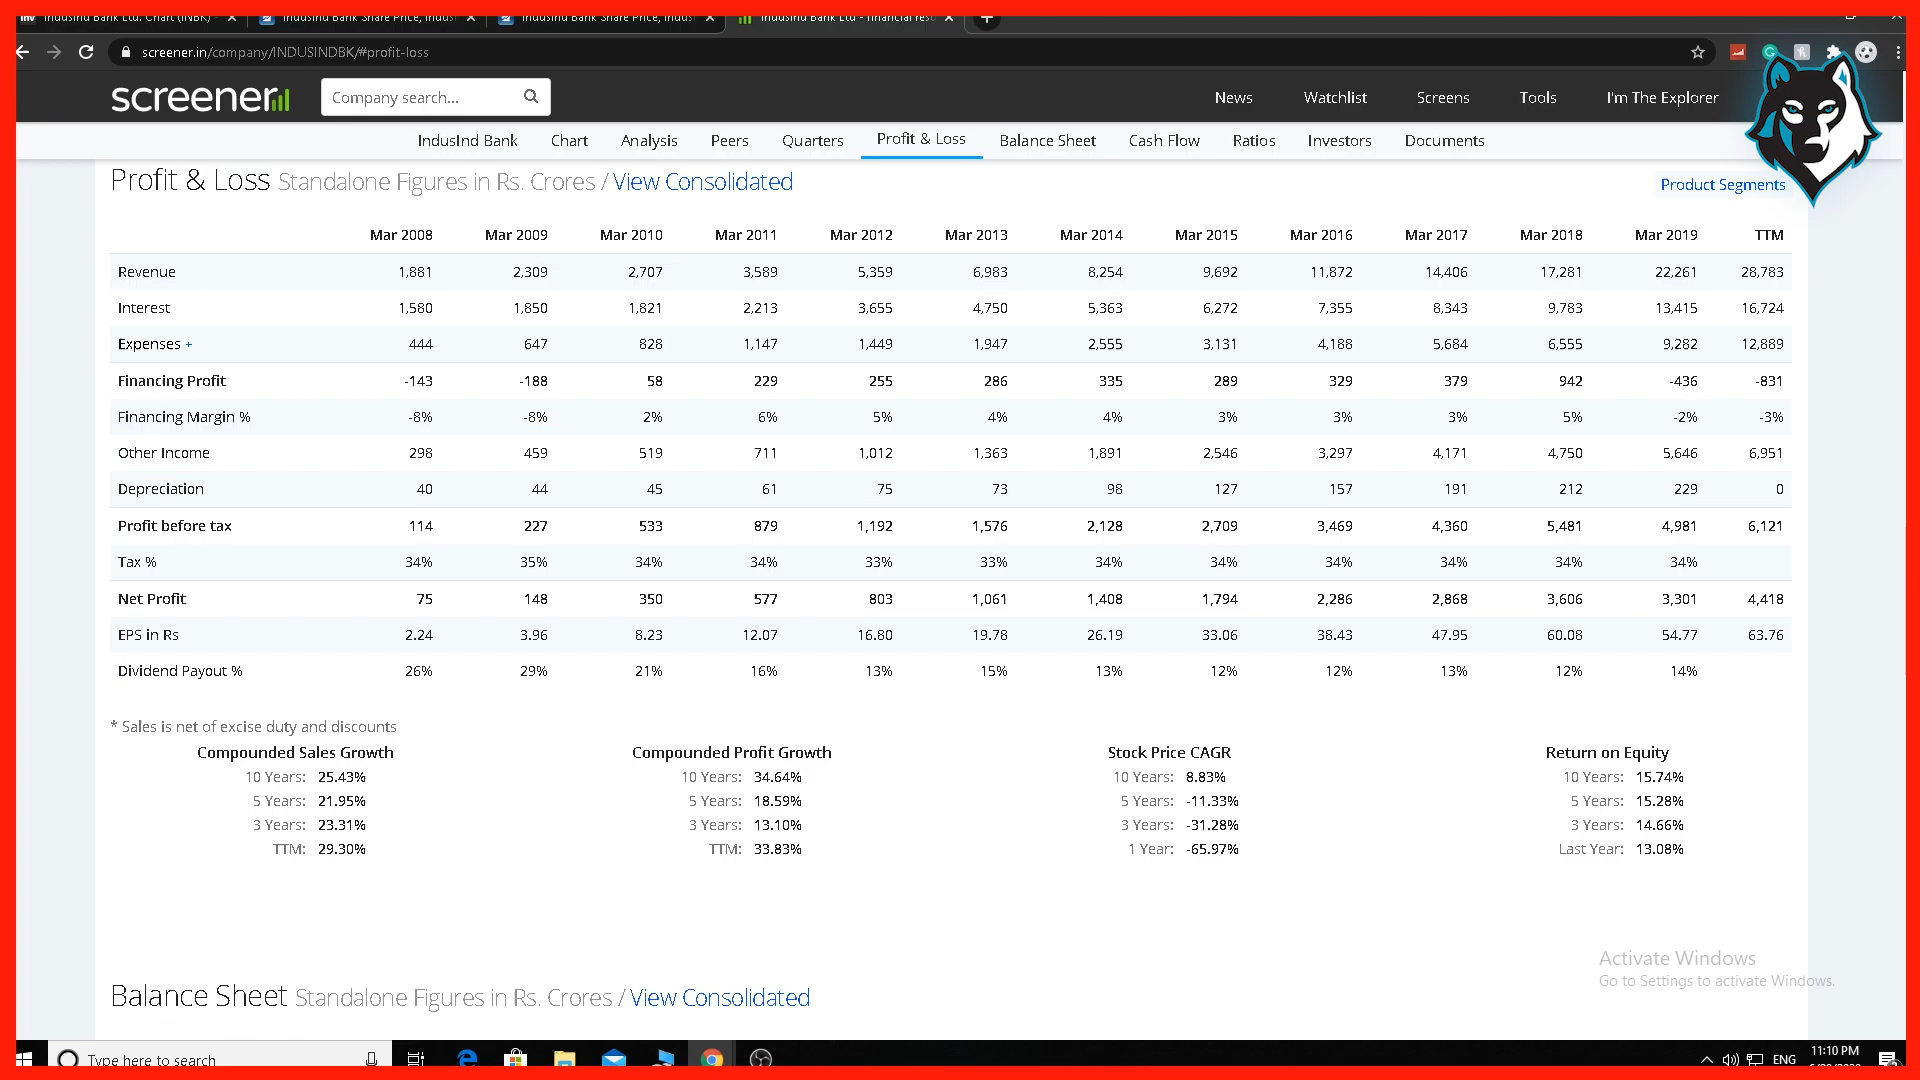 IndusInd Bank Ltd. Chart (INBK) - IndusInd Bank Share Price, Indus IndusInd Bank Share Price, Indus IndusInd Bank Ltd - financial resu
screener.in/company/INDUSINDBK/#profit-loss
screener Company search... News Watchlist Screens Tools I'm The Explorer
IndusInd Bank Chart Analysis Peers Quarters Profit & Loss Balance Sheet Cash Flow Ratios Investors Documents
Profit & Loss Standalone Figures in Rs. Crores / View Consolidated Product Segments
Mar 2008 Mar 2009 Mar 2010 Mar 2011 Mar 2012 Mar 2013 Mar 2014 Mar 2015 Mar 2016 Mar 2017 Mar 2018 Mar 2019 TTM
Revenue 1,881 2,309 2,707 3,589 5,359 6,983 8,254 9,692 11,872 14,406 17,281 22,261 28,783
Interest 1,580 1,850 1,821 2,213 3,655 4,750 5,363 6,272 7,355 8,343 9,783 13,415 16,724
Expenses + 444 647 828 1,147 1,449 1,947 2,555 3,131 4,188 5,684 6,555 9,282 12,889
Financing Profit -143 -188 58 229 255 286 335 289 329 379 942 -436 -831
Financing Margin % -8% -8% 2% 6% 5% 4% 4% 3% 3% 3% 5% -2% -3%
Other Income 298 459 519 711 1,012 1,363 1,891 2,546 3,297 4,171 4,750 5,646 6,951
Depreciation 40 44 45 61 75 73 98 127 157 191 212 229 0
Profit before tax 114 227 533 879 1,192 1,576 2,128 2,709 3,469 4,360 5,481 4,981 6,121
Tax % 34% 35% 34% 34% 33% 33% 34% 34% 34% 34% 34% 34%
Net Profit 75 148 350 577 803 1,061 1,408 1,794 2,286 2,868 3,606 3,301 4,418
EPS in Rs 2.24 3.96 8.23 12.07 16.80 19.78 26.19 33.06 38.43 47.95 60.08 54.77 63.76
Dividend Payout % 26% 29% 21% 16% 13% 15% 13% 12% 12% 13% 12% 14%
* Sales is net of excise duty and discounts
Compounded Sales Growth Compounded Profit Growth Stock Price CAGR Return on Equity
10 Years: 25.43% 10 Years: 34.64% 10 Years: 8.83% 10 Years: 15.74%
5 Years: 21.95% 5 Years: 18.59% 5 Years: -11.33% 5 Years: 15.28%
3 Years: 23.31% 3 Years: 13.10% 3 Years: -31.28% 3 Years: 14.66%
TTM: 29.30% TTM: 33.83% 1 Year: -65.97% Last Year: 13.08%
Activate Windows
Go to Settings to activate Windows.
Balance Sheet Standalone Figures in Rs. Crores / View Consolidated
Type here to search ENG 11:10 PM